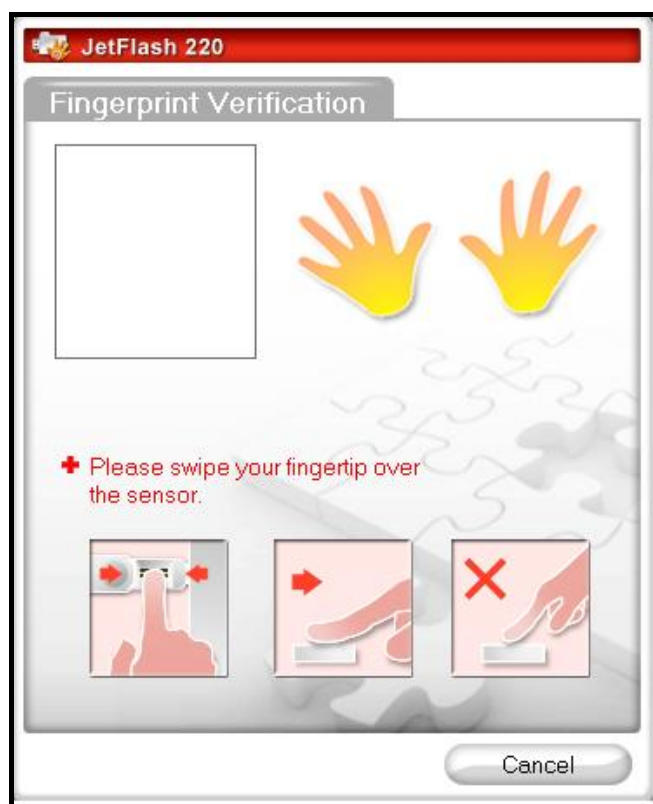 JetFlash 220
Fingerprint Verification
Please swipe your fingertip over
the sensor.
Cancel